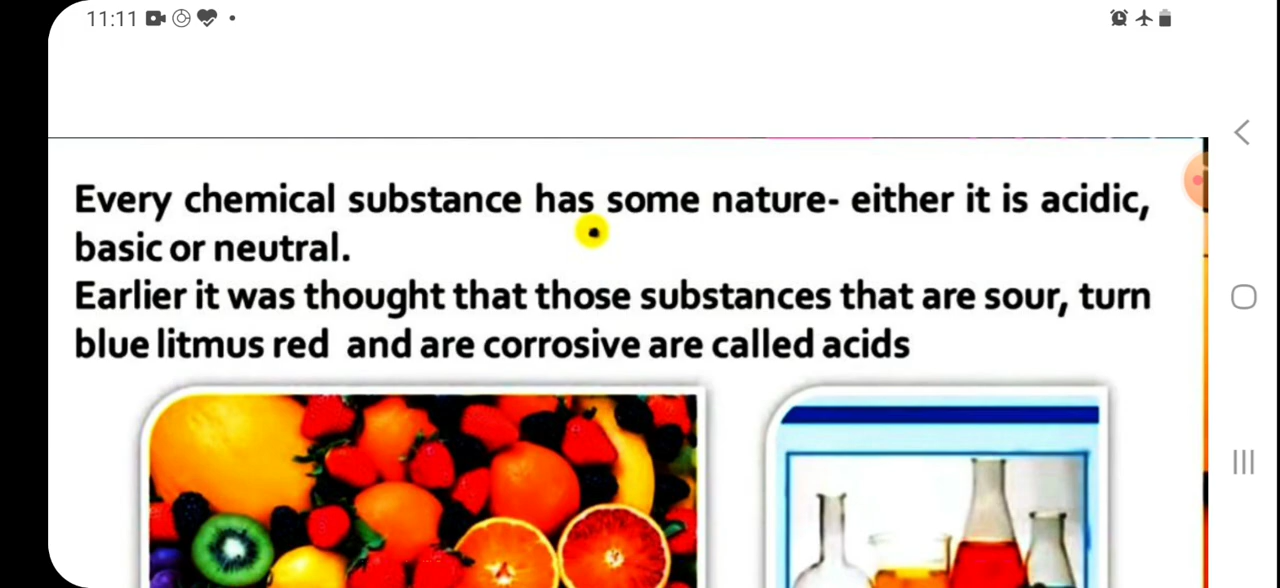 11:11
Every chemical substance has some nature- either it is acidic,
basic or neutral.
Earlier it was thought that those substances that are sour, turn
blue litmus red and are corrosive are called acids